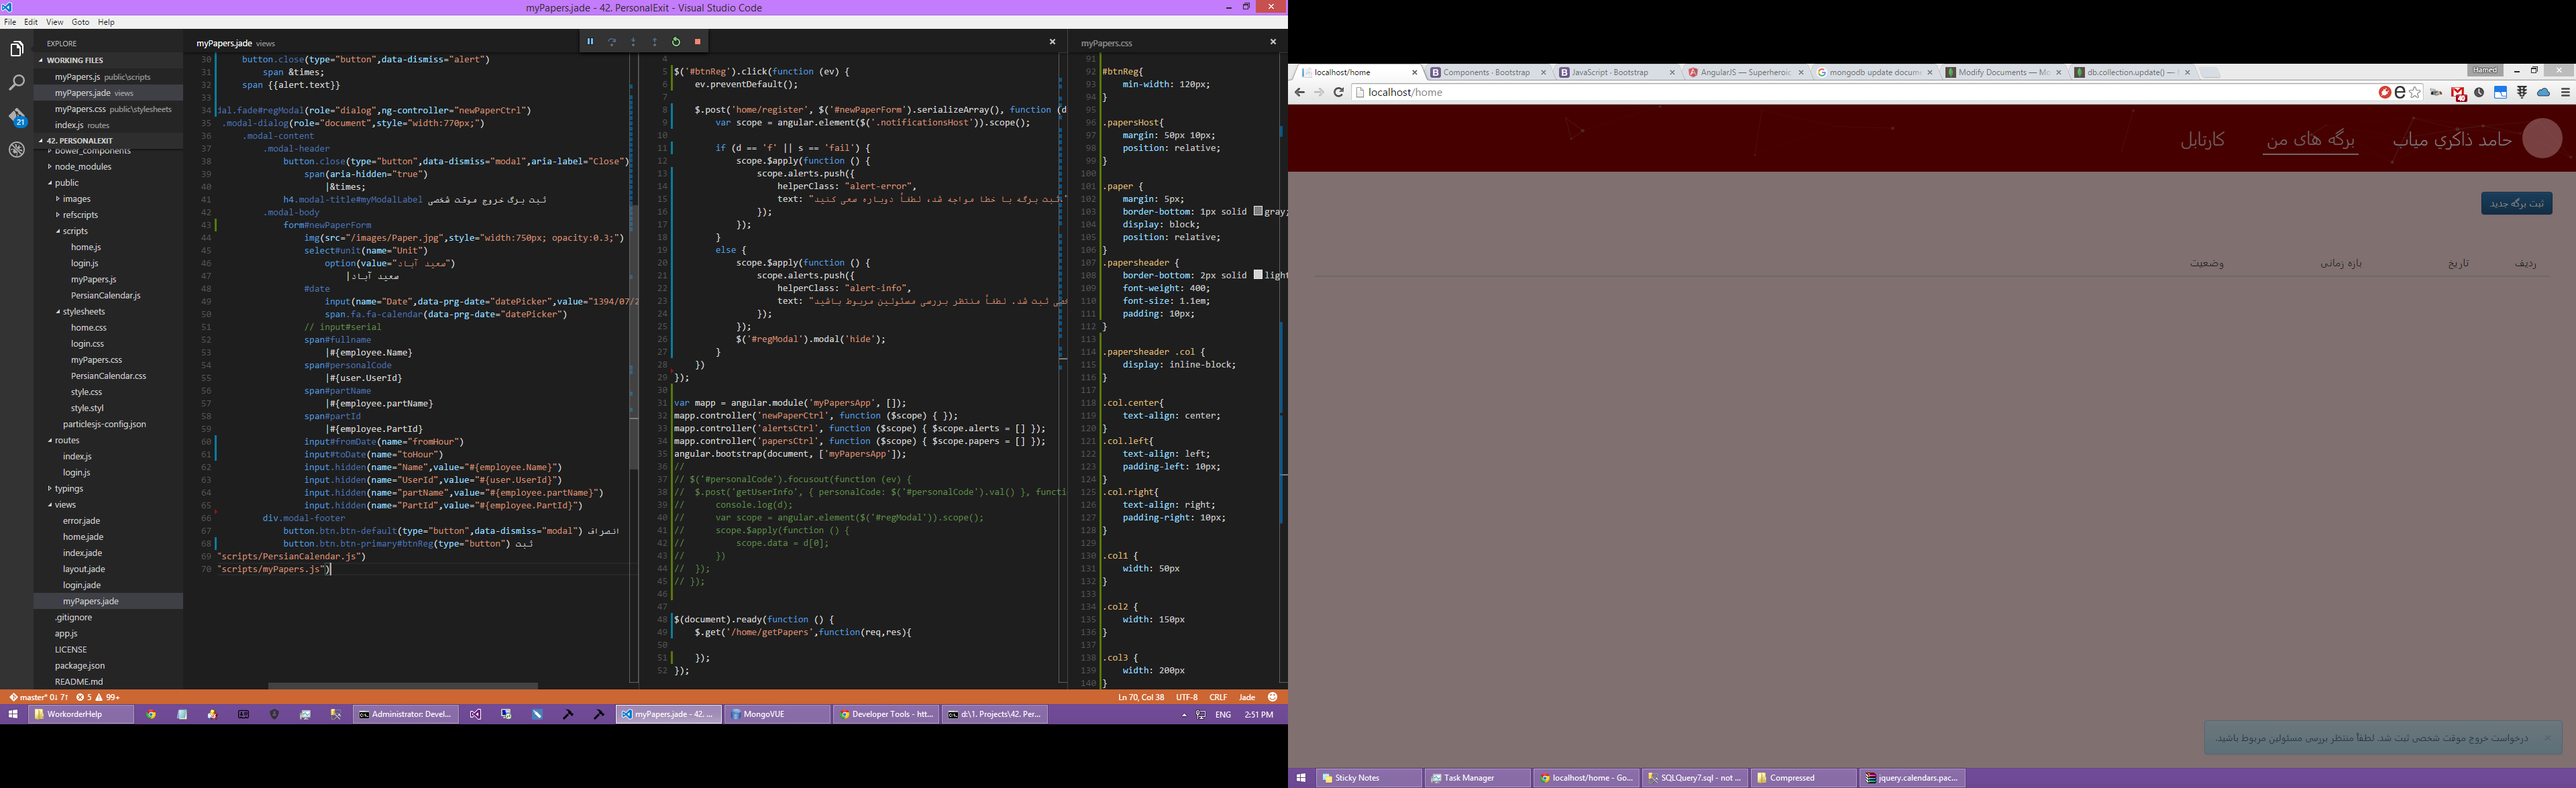 myPapers.jade - 42. PersonalExit - Visual Studio Code
File Edit View Goto Help
EXPLORE
WORKING FILES
myPapers.js public\scripts
myPapers.jade views
myPapers.css public\stylesheets
index.js routes
21
42. PERSONALEXIT
bower_components
node_modules
public
images
refscripts
scripts
home.js
login.js
myPapers.js
PersianCalendar.js
stylesheets
home.css
login.css
myPapers.css
PersianCalendar.css
style.css
style.styl
particlesjs-config.json
routes
index.js
login.js
typings
views
error.jade
home.jade
index.jade
layout.jade
login.jade
myPapers.jade
.gitignore
app.js
LICENSE
package.json
README.md
myPapers.jade views
30 button.close(type="button",data-dismiss="alert")
31 span &times;
32 span {{alert.text}}
33
34 dal.fade#regModal(role="dialog",ng-controller="newPaperCtrl")
35 .modal-dialog(role="document",style="width:770px;")
36 .modal-content
37 .modal-header
38 button.close(type="button",data-dismiss="modal",aria-label="Close")
39 span(aria-hidden="true")
40 |&times;
41 h4.modal-title#myModalLabel ثبت برگ خروج موقت شخصی
42 .modal-body
43 form#newPaperForm
44 img(src="/images/Paper.jpg",style="width:750px; opacity:0.3;")
45 select#unit(name="Unit")
46 option(value="سعید آباد")
47 |سعید آباد
48 #date
49 input(name="Date",data-prg-date="datePicker",value="1394/07/2
50 span.fa.fa-calendar(data-prg-date="datePicker")
51 // input#serial
52 span#fullname
53 |#{employee.Name}
54 span#personalCode
55 |#{user.UserId}
56 span#partName
57 |#{employee.partName}
58 span#partId
59 |#{employee.PartId}
60 input#fromDate(name="fromHour")
61 input#toDate(name="toHour")
62 input.hidden(name="Name",value="#{employee.Name}")
63 input.hidden(name="UserId",value="#{user.UserId}")
64 input.hidden(name="partName",value="#{employee.partName}")
65 input.hidden(name="PartId",value="#{employee.PartId}")
66 div.modal-footer
67 button.btn.btn-default(type="button",data-dismiss="modal") انصراف
68 button.btn.btn-primary#btnReg(type="button") ثبت
69 "scripts/PersianCalendar.js")
70 "scripts/myPapers.js")
4
5 $('#btnReg').click(function (ev) {
6 ev.preventDefault();
7
8 $.post('home/register', $('#newPaperForm').serializeArray(), function (d
9 var scope = angular.element($('.notificationsHost')).scope();
10
11 if (d == 'f' || s == 'fail') {
12 scope.$apply(function () {
13 scope.alerts.push({
14 helperClass: "alert-error",
15 text: "ثبت برگه با خطا مواجه شد، لطفاً دوباره سعی کنید."
16 });
17 });
18 }
19 else {
20 scope.$apply(function () {
21 scope.alerts.push({
22 helperClass: "alert-info",
23 text: "صی ثبت شد. لطفاً منتظر بررسی مسئولین مربوط باشید
24 });
25 });
26 $('#regModal').modal('hide');
27 }
28 })
29 });
30
31 var mapp = angular.module('myPapersApp', []);
32 mapp.controller('newPaperCtrl', function ($scope) { });
33 mapp.controller('alertsCtrl', function ($scope) { $scope.alerts = [] });
34 mapp.controller('papersCtrl', function ($scope) { $scope.papers = [] });
35 angular.bootstrap(document, ['myPapersApp']);
36 //
37 // $('#personalCode').focusout(function (ev) {
38 // $.post('getUserInfo', { personalCode: $('#personalCode').val() }, functi
39 // console.log(d);
40 // var scope = angular.element($('#regModal')).scope();
41 // scope.$apply(function () {
42 // scope.data = d[0];
43 // })
44 // });
45 // });
46
47
48 $(document).ready(function () {
49 $.get('/home/getPapers',function(req,res){
50
51 });
52 });
myPapers.css
91
92 #btnReg{
93 min-width: 120px;
94 }
95
96 .papersHost{
97 margin: 50px 10px;
98 position: relative;
99 }
100
101 .paper {
102 margin: 5px;
103 border-bottom: 1px solid gray;
104 display: block;
105 position: relative;
106 }
107 .papersheader {
108 border-bottom: 2px solid light
109 font-weight: 400;
110 font-size: 1.1em;
111 padding: 10px;
112 }
113
114 .papersheader .col {
115 display: inline-block;
116 }
117
118 .col.center{
119 text-align: center;
120 }
121 .col.left{
122 text-align: left;
123 padding-left: 10px;
124 }
125 .col.right{
126 text-align: right;
127 padding-right: 10px;
128 }
129
130 .col1 {
131 width: 50px
132 }
133
134 .col2 {
135 width: 150px
136 }
137
138 .col3 {
139 width: 200px
140 }
master* 0↓ 7↑ 5 99+
Ln 70, Col 38 UTF-8 CRLF Jade
WorkorderHelp
Administrator: Devel...
myPapers.jade - 42. ...
MongoVUE
Developer Tools - htt...
d:\1. Projects\42. Per...
ENG 2:51 PM
localhost/home
Components · Bootstrap
JavaScript · Bootstrap
AngularJS — Superheroic
mongodb update docum
Modify Documents — Mo
db.collection.update() —
Hamed
localhost/home
حامد ذاکري میاب
برگه های من
کارتابل
ثبت برگه جدید
ردیف تاریخ بازه زمانی وضعیت
درخواست خروج موقت شخصی ثبت شد. لطفاً منتظر بررسی مسئولین مربوط باشید.
×
Sticky Notes
Task Manager
localhost/home - Go...
SQLQuery7.sql - not ...
Compressed
jquery.calendars.pac...